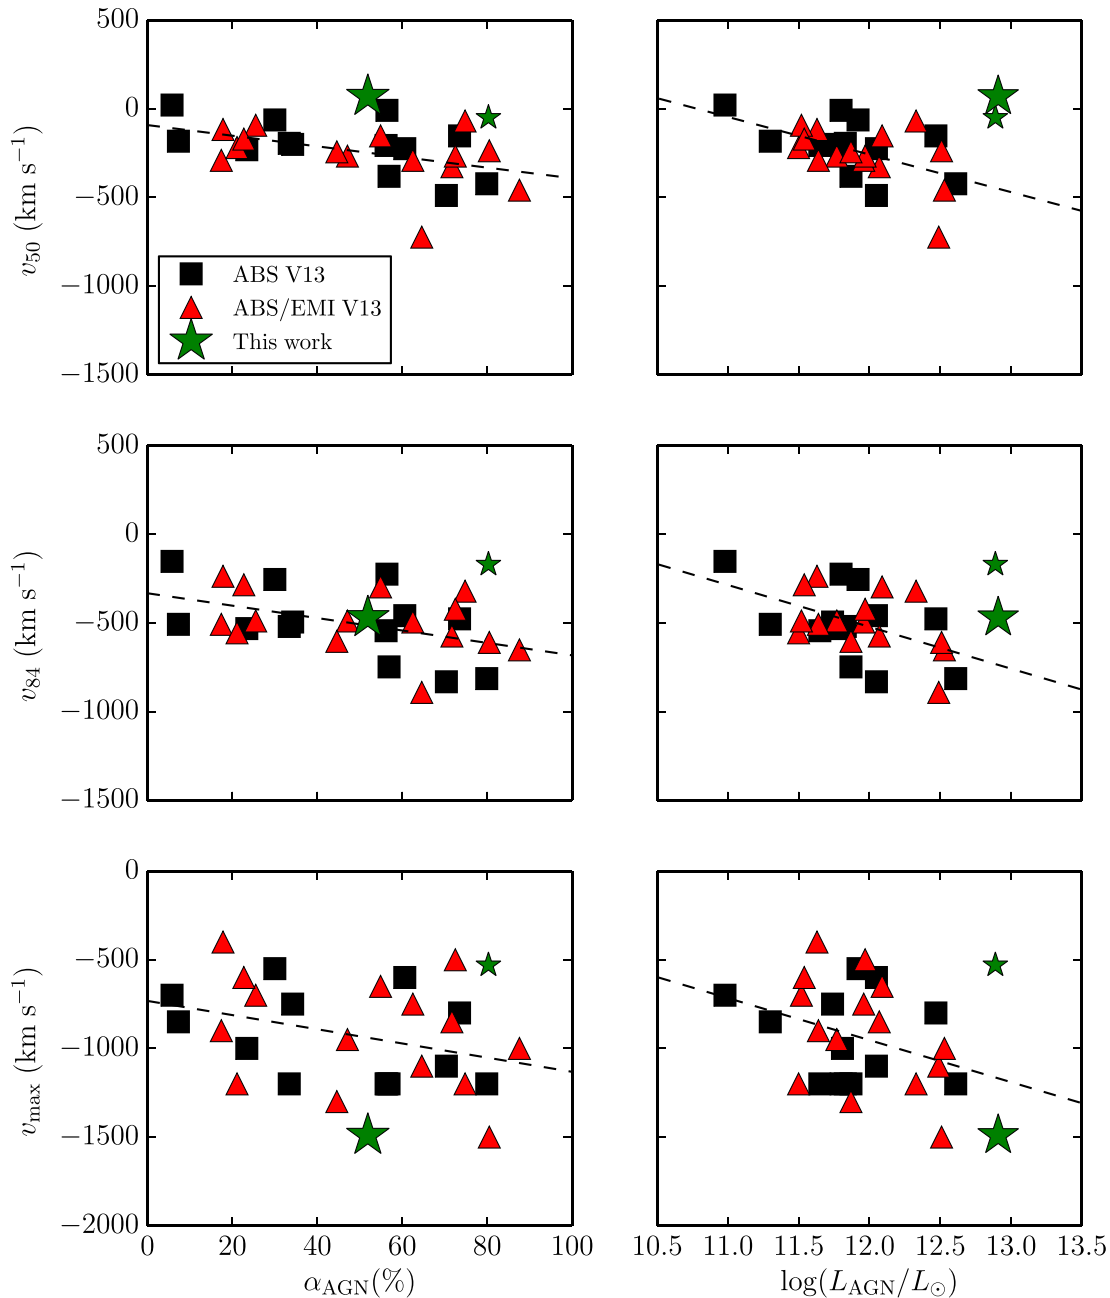 500
0
−500
−1000
−1500
v50 (km s−1)
ABS V13
ABS/EMI V13
This work
500
0
−500
−1000
−1500
v84 (km s−1)
0
−500
−1000
−1500
−2000
vmax (km s−1)
0 20 40 60 80 100
αAGN(%)
10.5 11.0 11.5 12.0 12.5 13.0 13.5
log(LAGN/L⊙)